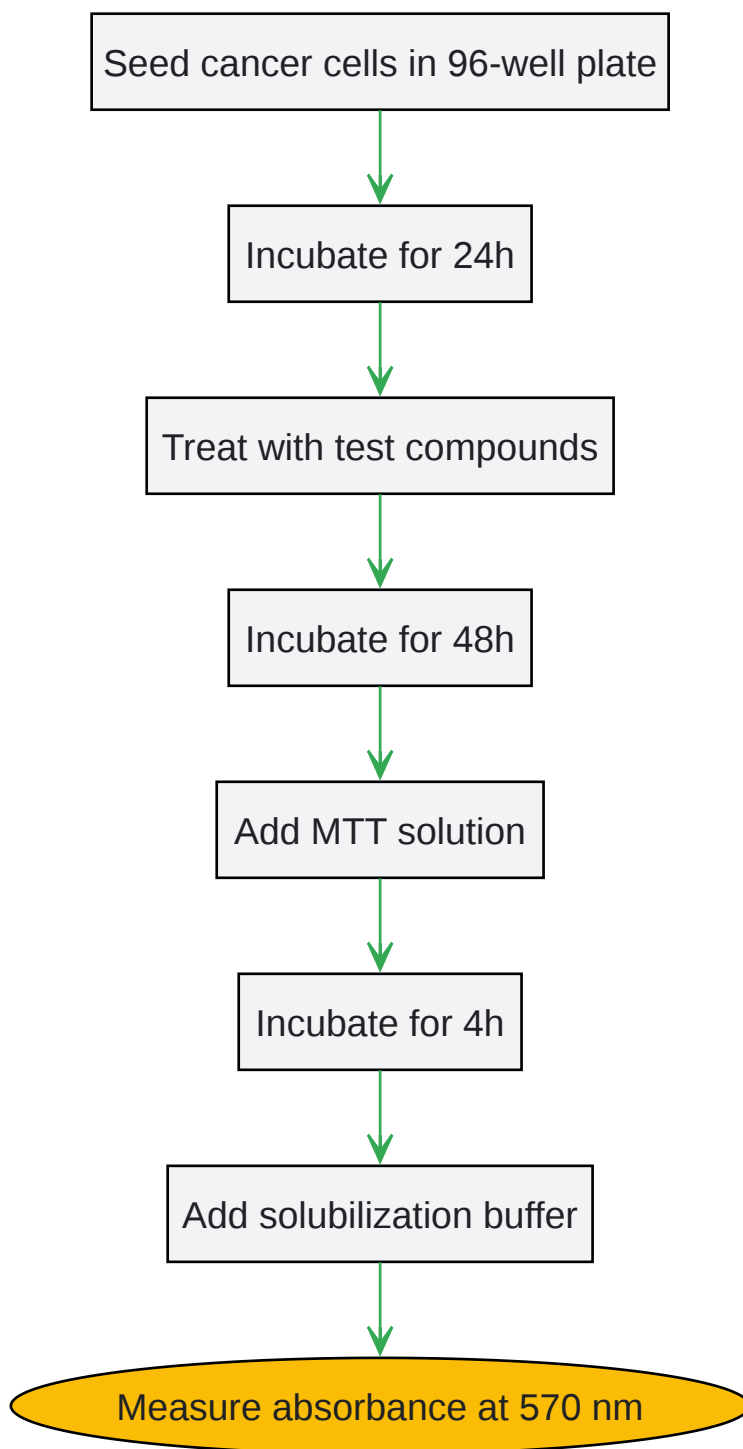 Seed cancer cells in 96-well plate
Incubate for 24h
Treat with test compounds
Incubate for 48h
Add MTT solution
Incubate for 4h
Add solubilization buffer
Measure absorbance at 570 nm